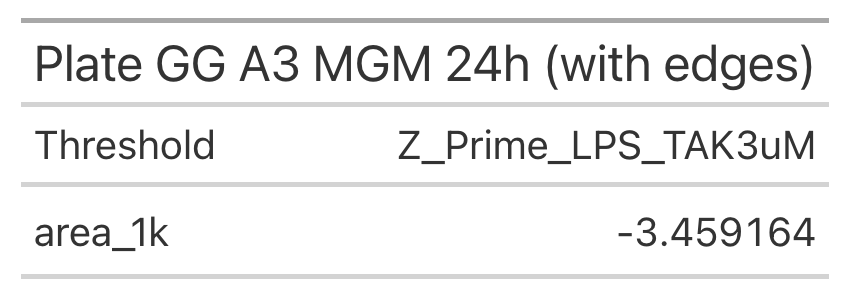 Plate GG A3 MGM 24h (with edges)
Threshold Z_Prime_LPS_TAK3uM
area_1k -3.459164